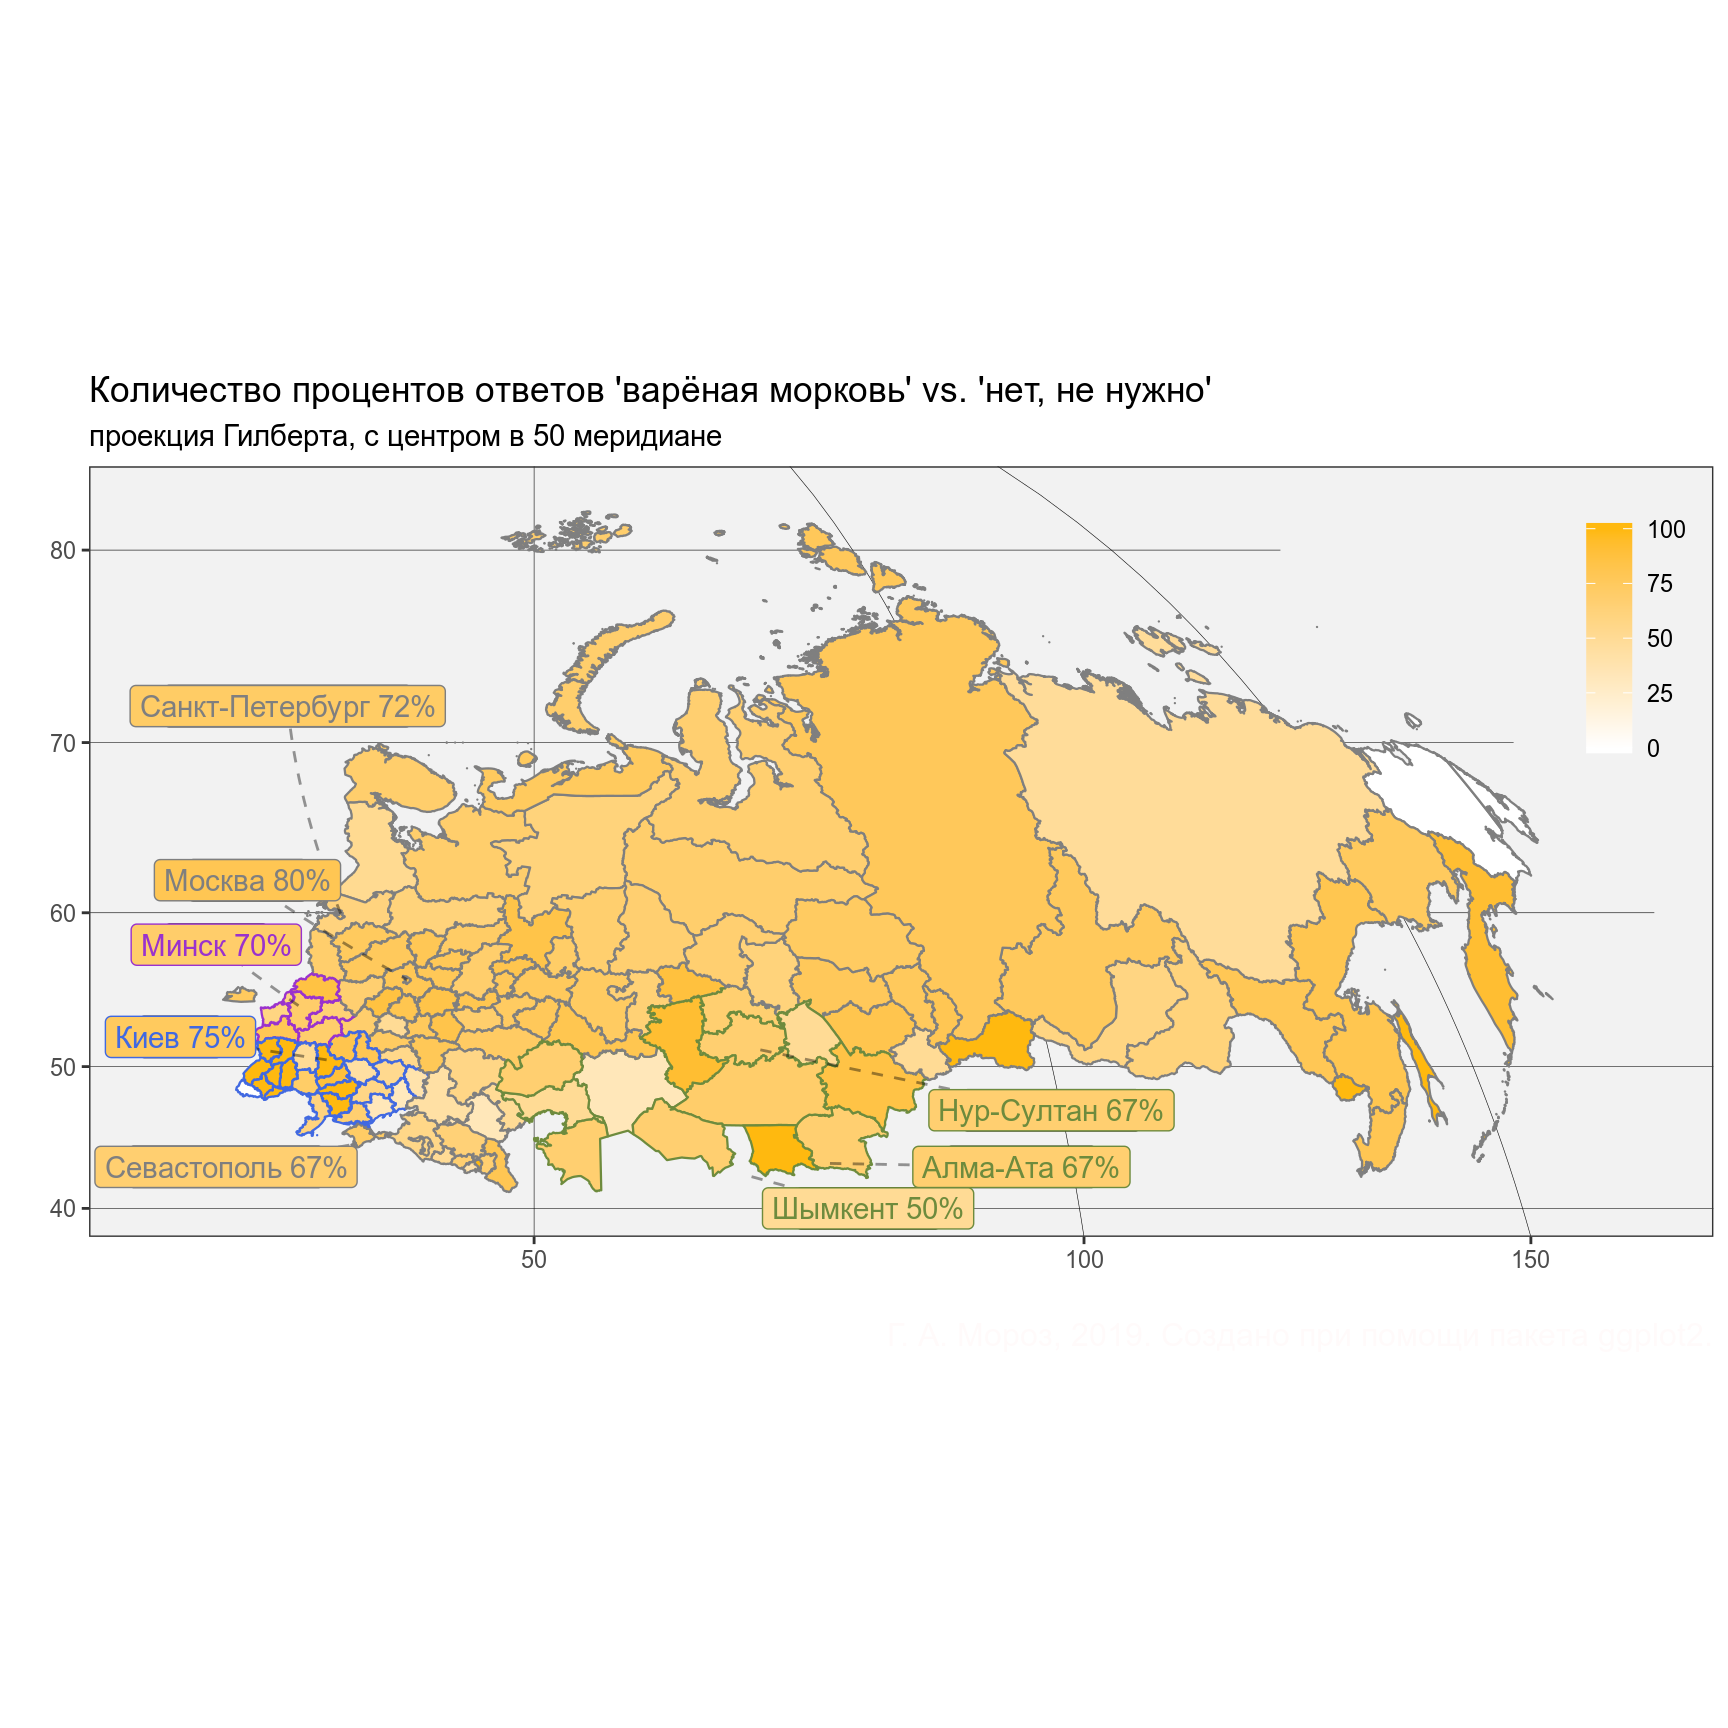 Количество процентов ответов 'варёная морковь' vs. 'нет, не нужно'
проекция Гилберта, с центром в 50 меридиане
100
75
50
25
0
80
70
60
50
40
Санкт-Петербург 72%
Москва 80%
Минск 70%
Киев 75%
Севастополь 67%
Нур-Султан 67%
Алма-Ата 67%
Шымкент 50%
50
100
150
Г. А. Мороз, 2019. Создано при помощи пакета ggplot2.